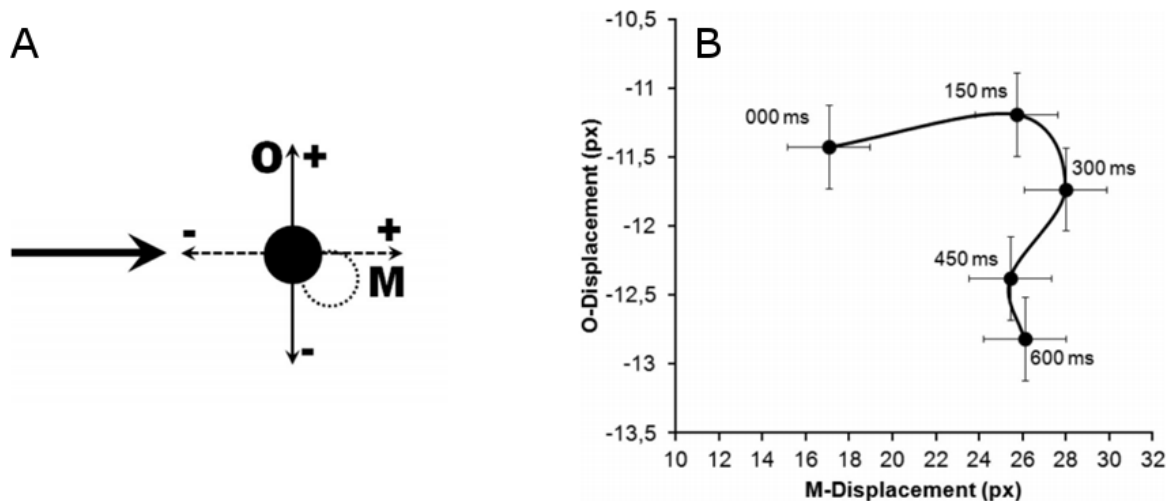 A
O +
-
+
M
-
B
-10,5
-11
-11,5
-12
-12,5
-13
-13,5
O-Displacement (px)
000 ms
150 ms
300 ms
450 ms
600 ms
10 12 14 16 18 20 22 24 26 28 30 32
M-Displacement (px)